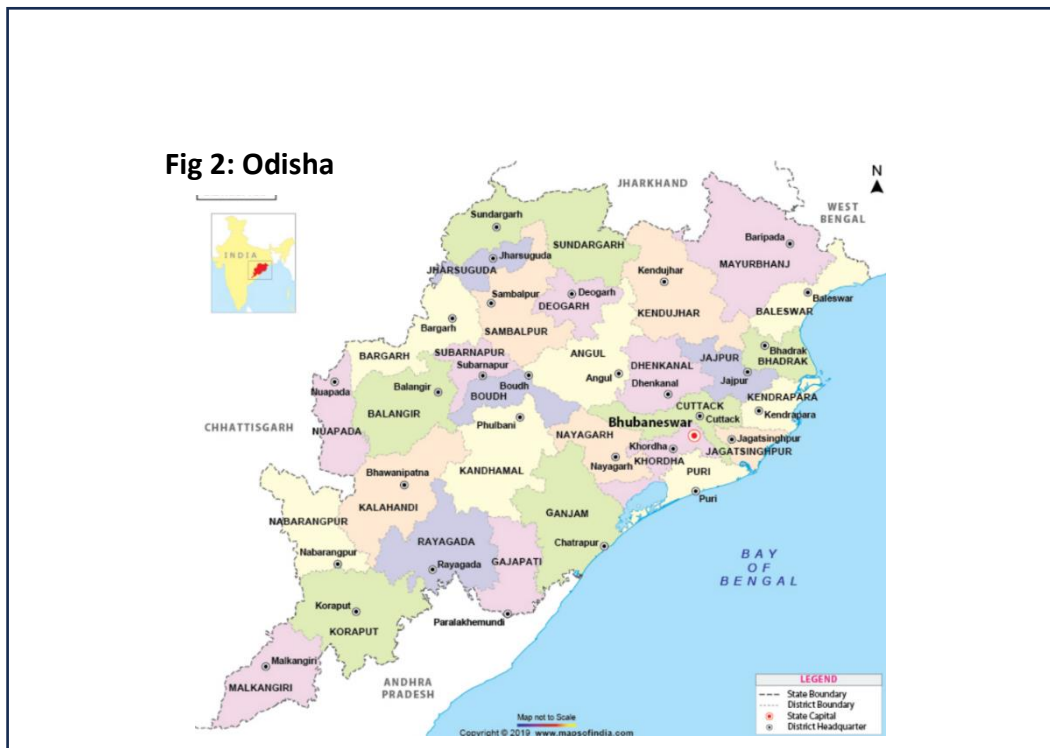 Fig 2: Odisha
N
JHARKHAND
WEST
BENGAL
INDIA
Sundargarh
SUNDARGARH
Baripada
MAYURBHANJ
Jharsuguda
JHARSUGUDA
Kendujhar
KENDUJHAR
Sambalpur
SAMBALPUR
Deogarh
DEOGARH
Baleswar
BALESWAR
Bargarh
BARGARH
SUBARNAPUR
Subarnapur
ANGUL
Angul
DHENKANAL
Dhenkanal
JAJPUR
Jajpur
Bhadrak
BHADRAK
Nuapada
NUAPADA
Balangir
BALANGIR
Boudh
BOUDH
KENDRAPARA
Kendrapara
CUTTACK
Cuttack
CHHATTISGARH
Phulbani
KANDHAMAL
NAYAGARH
Nayagarh
Bhubaneswar
Khordha
KHORDHA
Jagatsinghpur
JAGATSINGHPUR
PURI
Puri
Bhawanipatna
KALAHANDI
NABARANGPUR
Nabarangpur
RAYAGADA
Rayagada
GANJAM
Chatrapur
GAJAPATI
Paralakhemundi
BAY
OF
BENGAL
Koraput
KORAPUT
Malkangiri
MALKANGIRI
ANDHRA
PRADESH
LEGEND
State Boundary
District Boundary
State Capital
District Headquarter
Map not to Scale
Copyright © 2019 www.mapsofindia.com